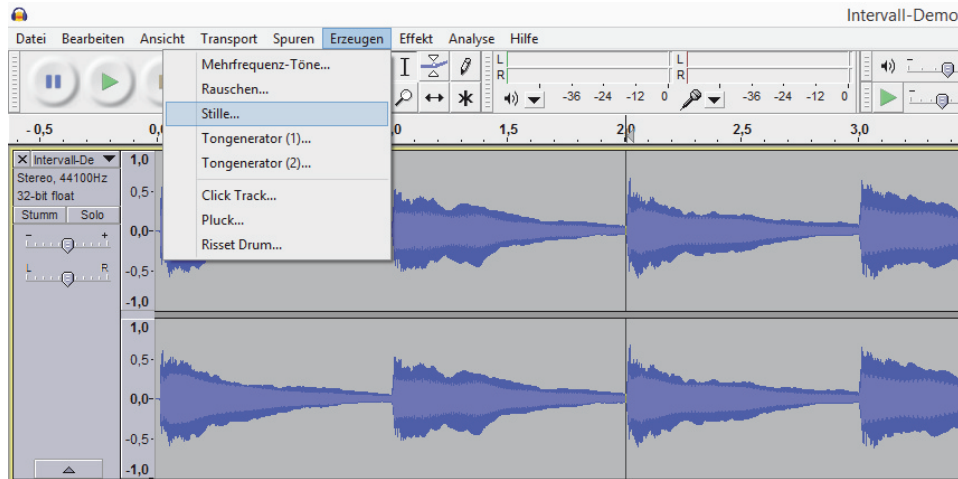 Intervall-Demo
Datei Bearbeiten Ansicht Transport Spuren Erzeugen Effekt Analyse Hilfe
Mehrfrequenz-Töne...
Rauschen...
Stille...
Tongenerator (1)...
Tongenerator (2)...
Click Track...
Pluck...
Risset Drum...
L
R
L
R
-36 -24 -12 0
-36 -24 -12 0
- 0,5 1,5 2,0 2,5 3,0
Intervall-De
Stereo, 44100Hz
32-bit float
Stumm Solo
- +
L R
1,0
0,5
0,0
-0,5
-1,0
1,0
0,5
0,0
-0,5
-1,0